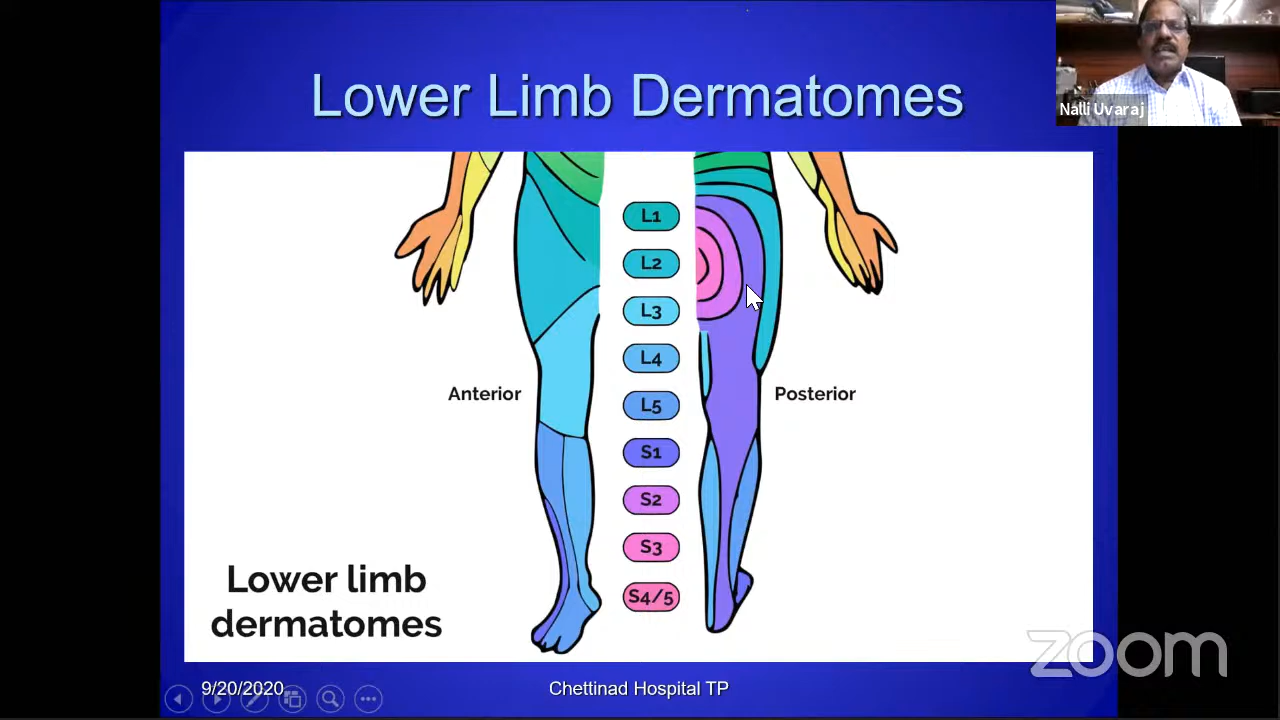 Lower Limb Dermatomes
Nalli Uvaraj
L1
L2
L3
L4
L5
S1
S2
S3
S4/5
Anterior
Posterior
Lower limb
dermatomes
zoom
9/20/2020
Chettinad Hospital TP